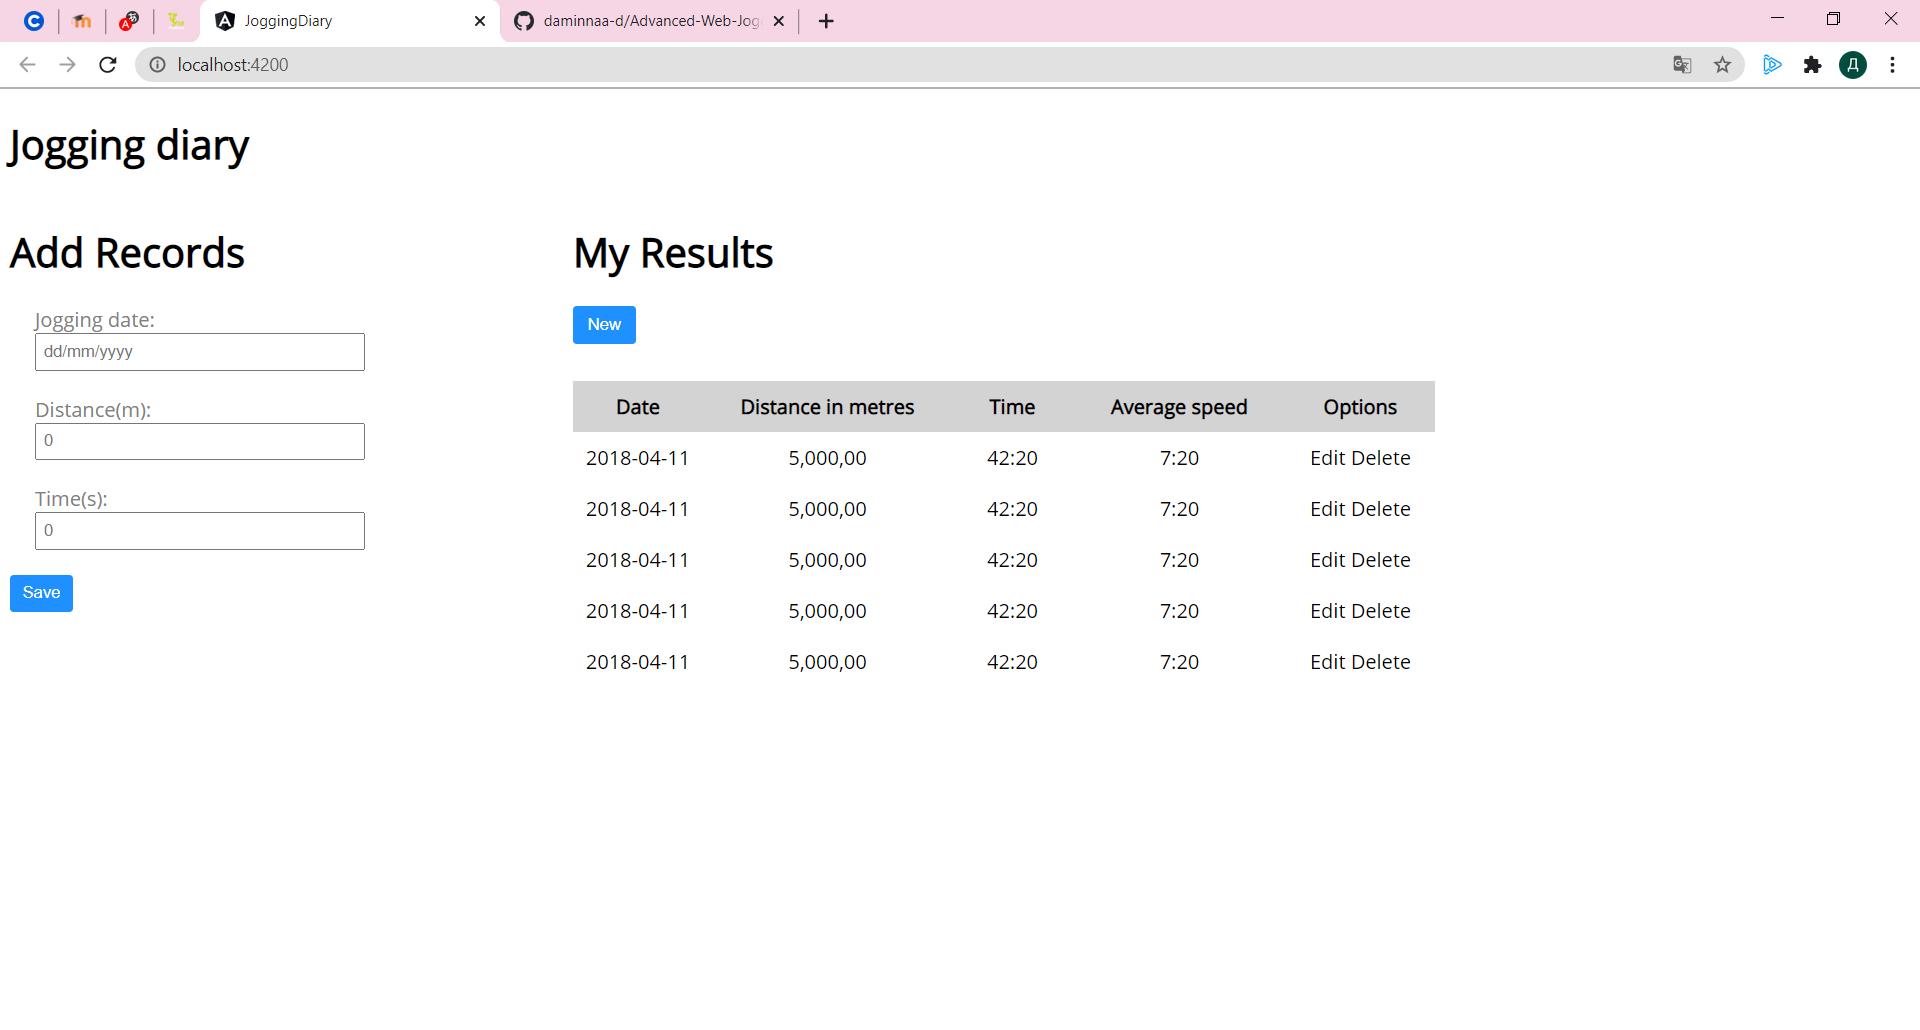 JoggingDiary
daminnaa-d/Advanced-Web-Jog
localhost:4200
Д
Jogging diary
Add Records
Jogging date:
dd/mm/yyyy
Distance(m):
0
Time(s):
0
Save
My Results
New
Date Distance in metres Time Average speed Options
2018-04-11 5,000,00 42:20 7:20 Edit Delete
2018-04-11 5,000,00 42:20 7:20 Edit Delete
2018-04-11 5,000,00 42:20 7:20 Edit Delete
2018-04-11 5,000,00 42:20 7:20 Edit Delete
2018-04-11 5,000,00 42:20 7:20 Edit Delete